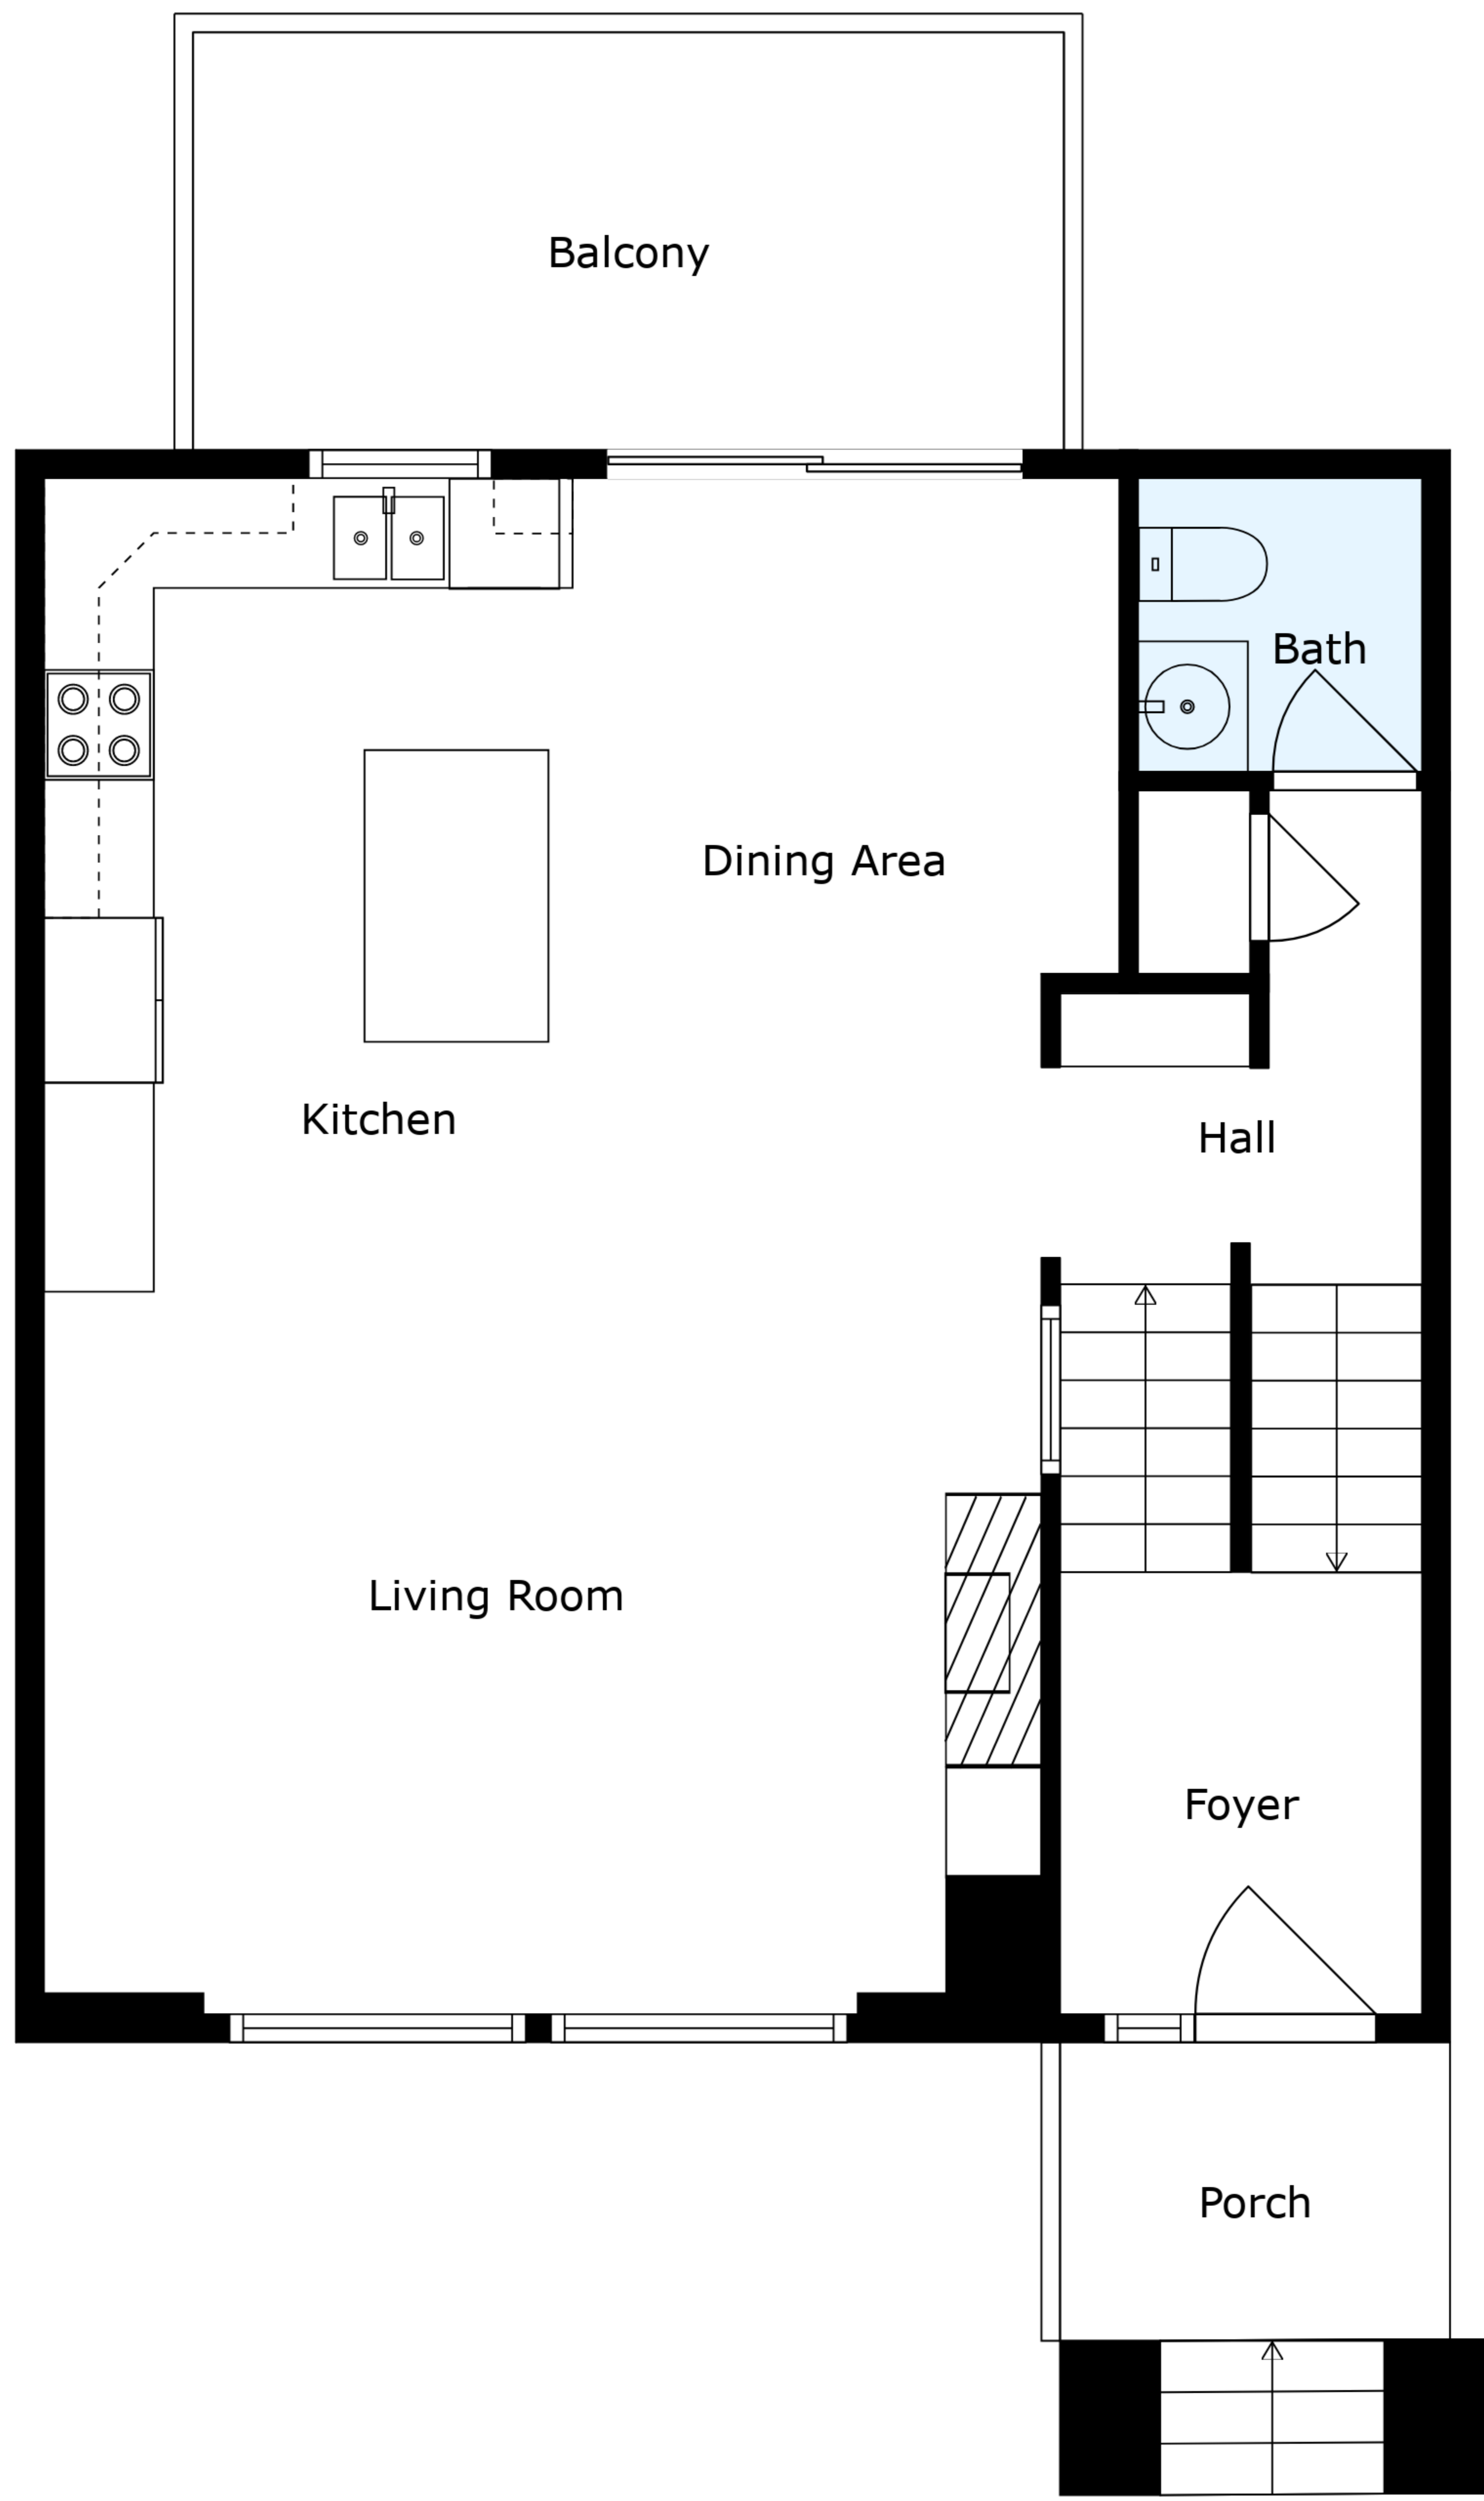 Balcony
Bath
Dining Area
Kitchen
Hall
Living Room
Foyer
Porch